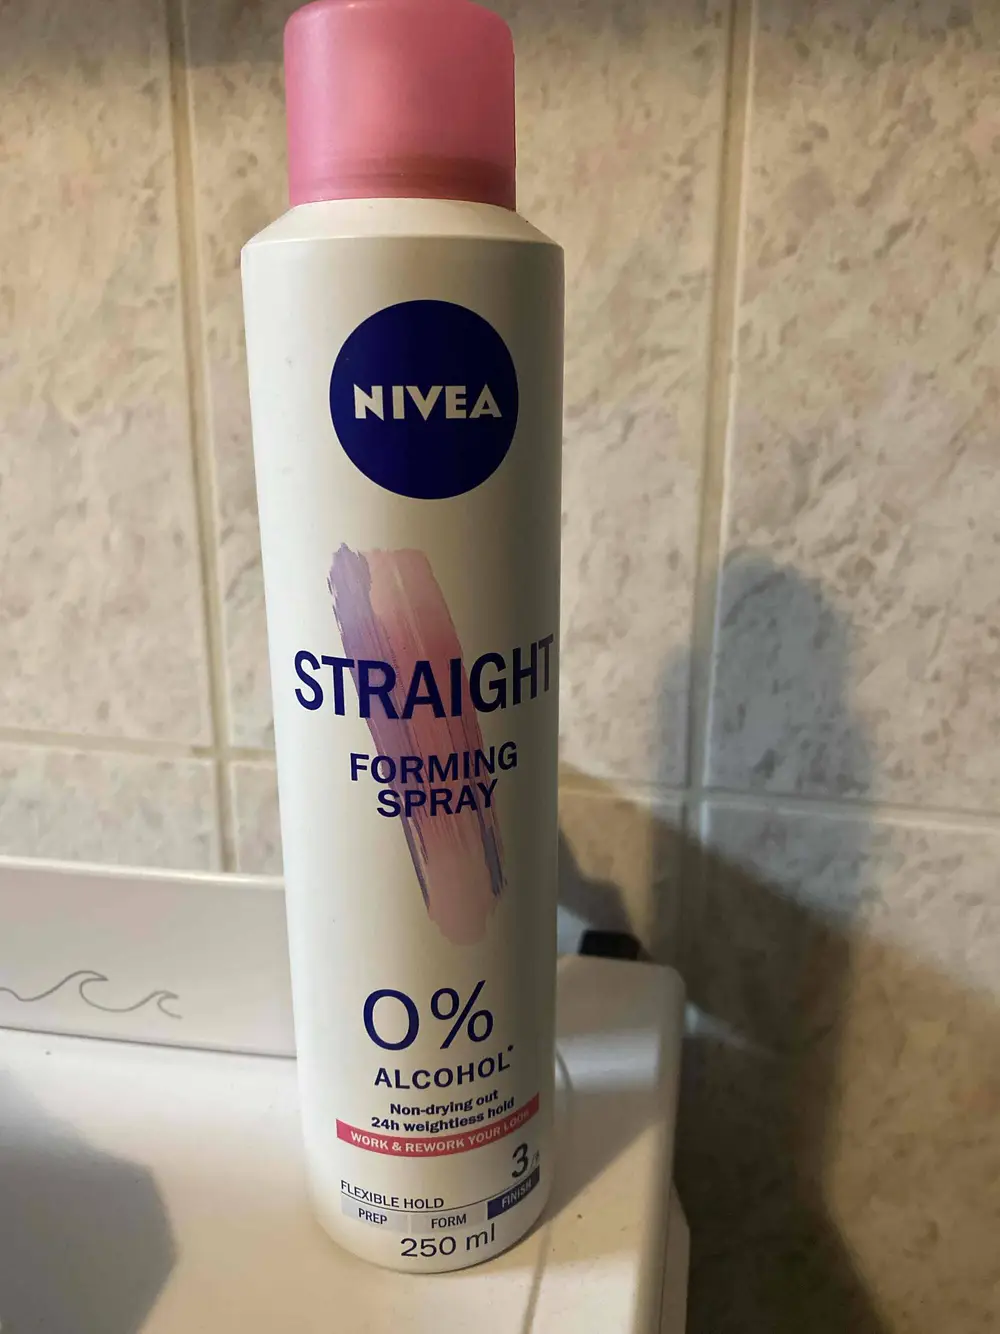 NIVEA
STRAIGHT
FORMING
SPRAY
0%
ALCOHOL*
Non-drying out
24h weightless hold
WORK & REWORK YOUR LOOK
3
FLEXIBLE HOLD
PREP FORM FINISH
250 ml